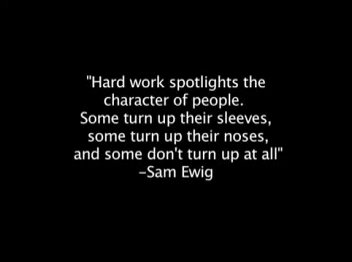 "Hard work spotlights the
character of people.
Some turn up their sleeves,
some turn up their noses,
and some don't turn up at all"
–Sam Ewig